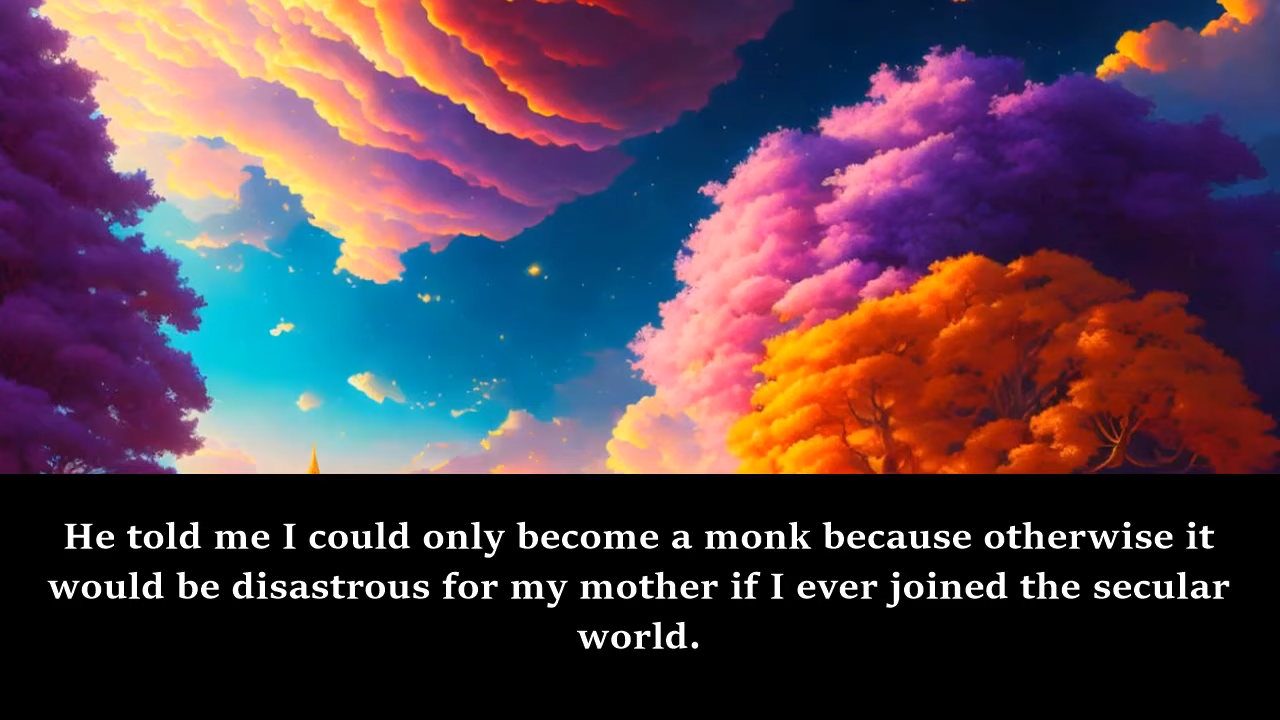 He told me I could only become a monk because otherwise it
would be disastrous for my mother if I ever joined the secular
world.